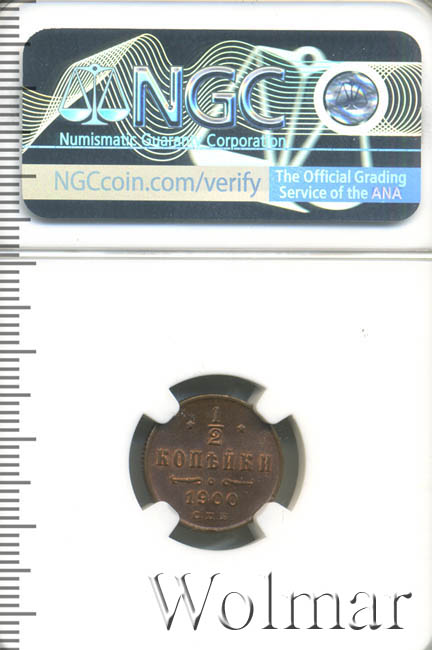 NGC
Numismatic Guaranty Corporation
NGCcoin.com/verify
The Official Grading
Service of the ANA
1/2
КОПѢЙКИ
1900
С.П.Б.
Wolmar